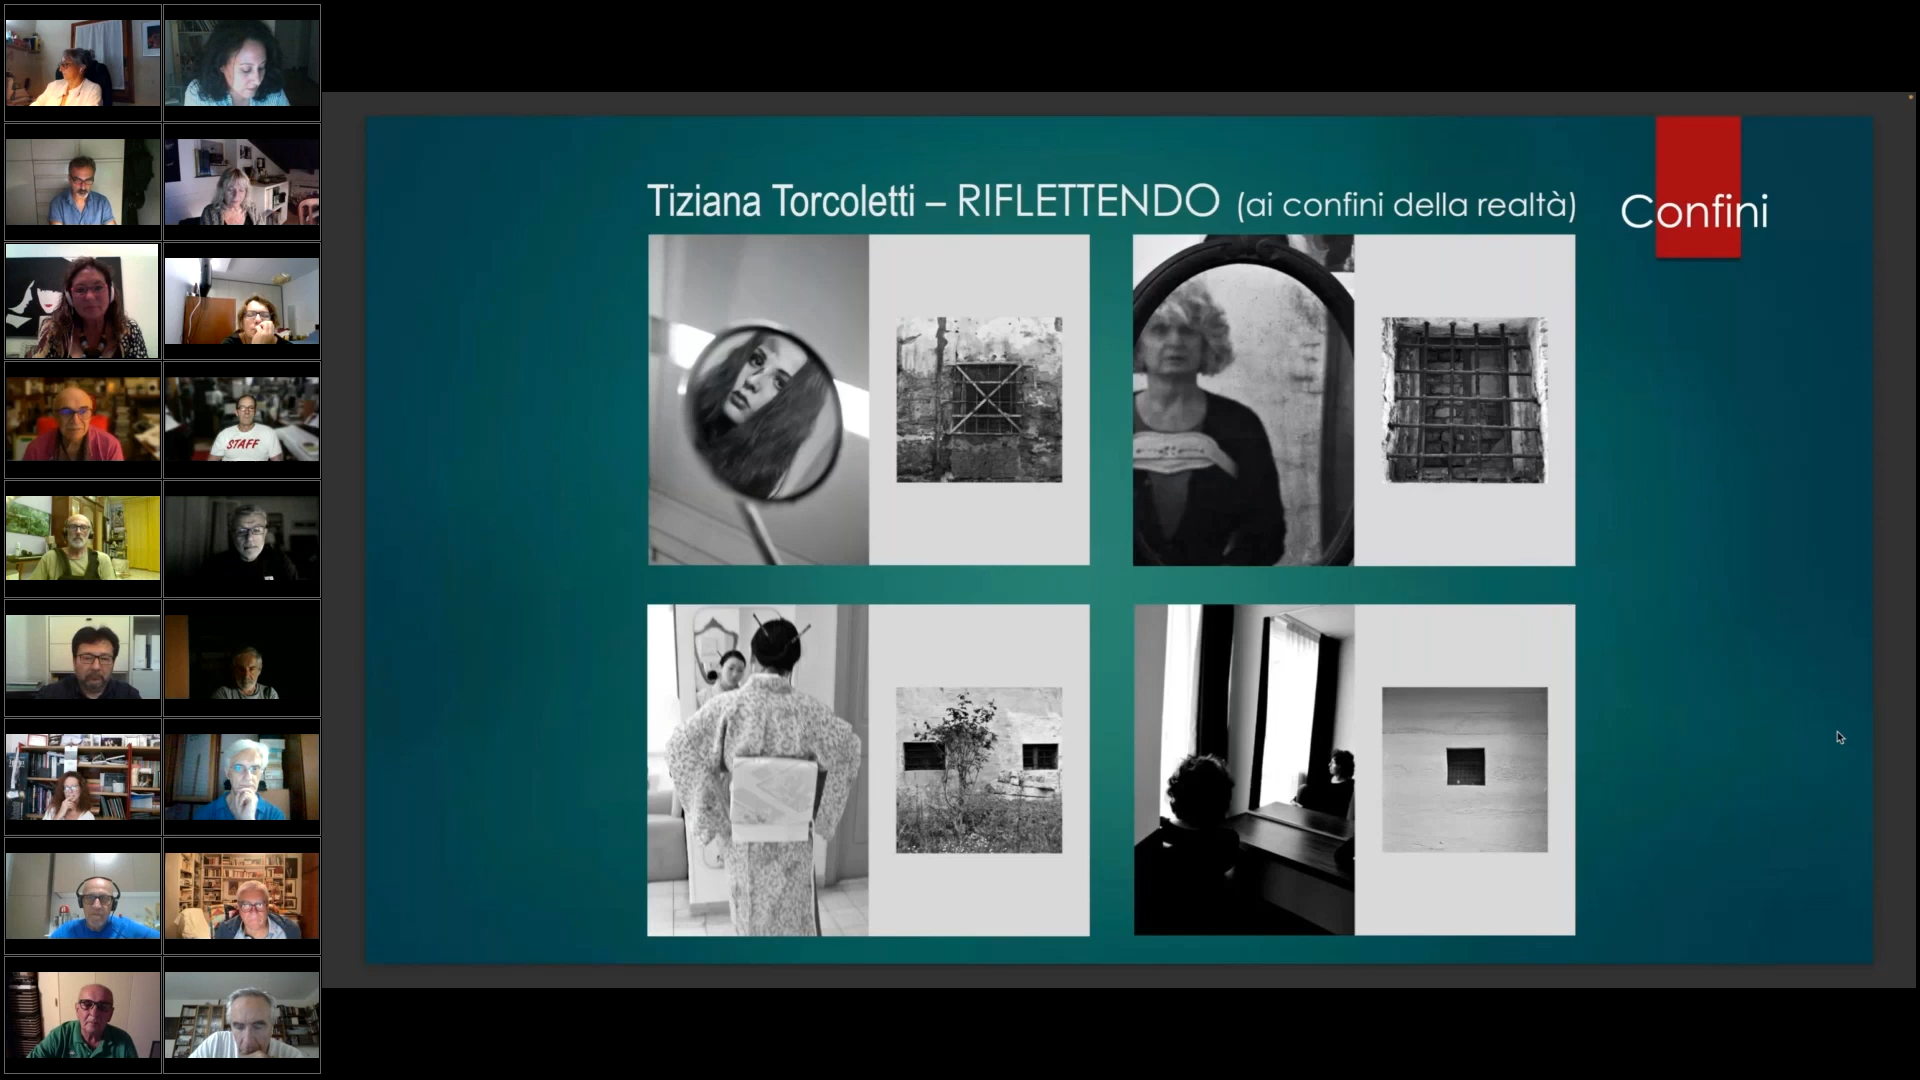 Tiziana Torcoletti – RIFLETTENDO (ai confini della realtà)
Confini
STAFF